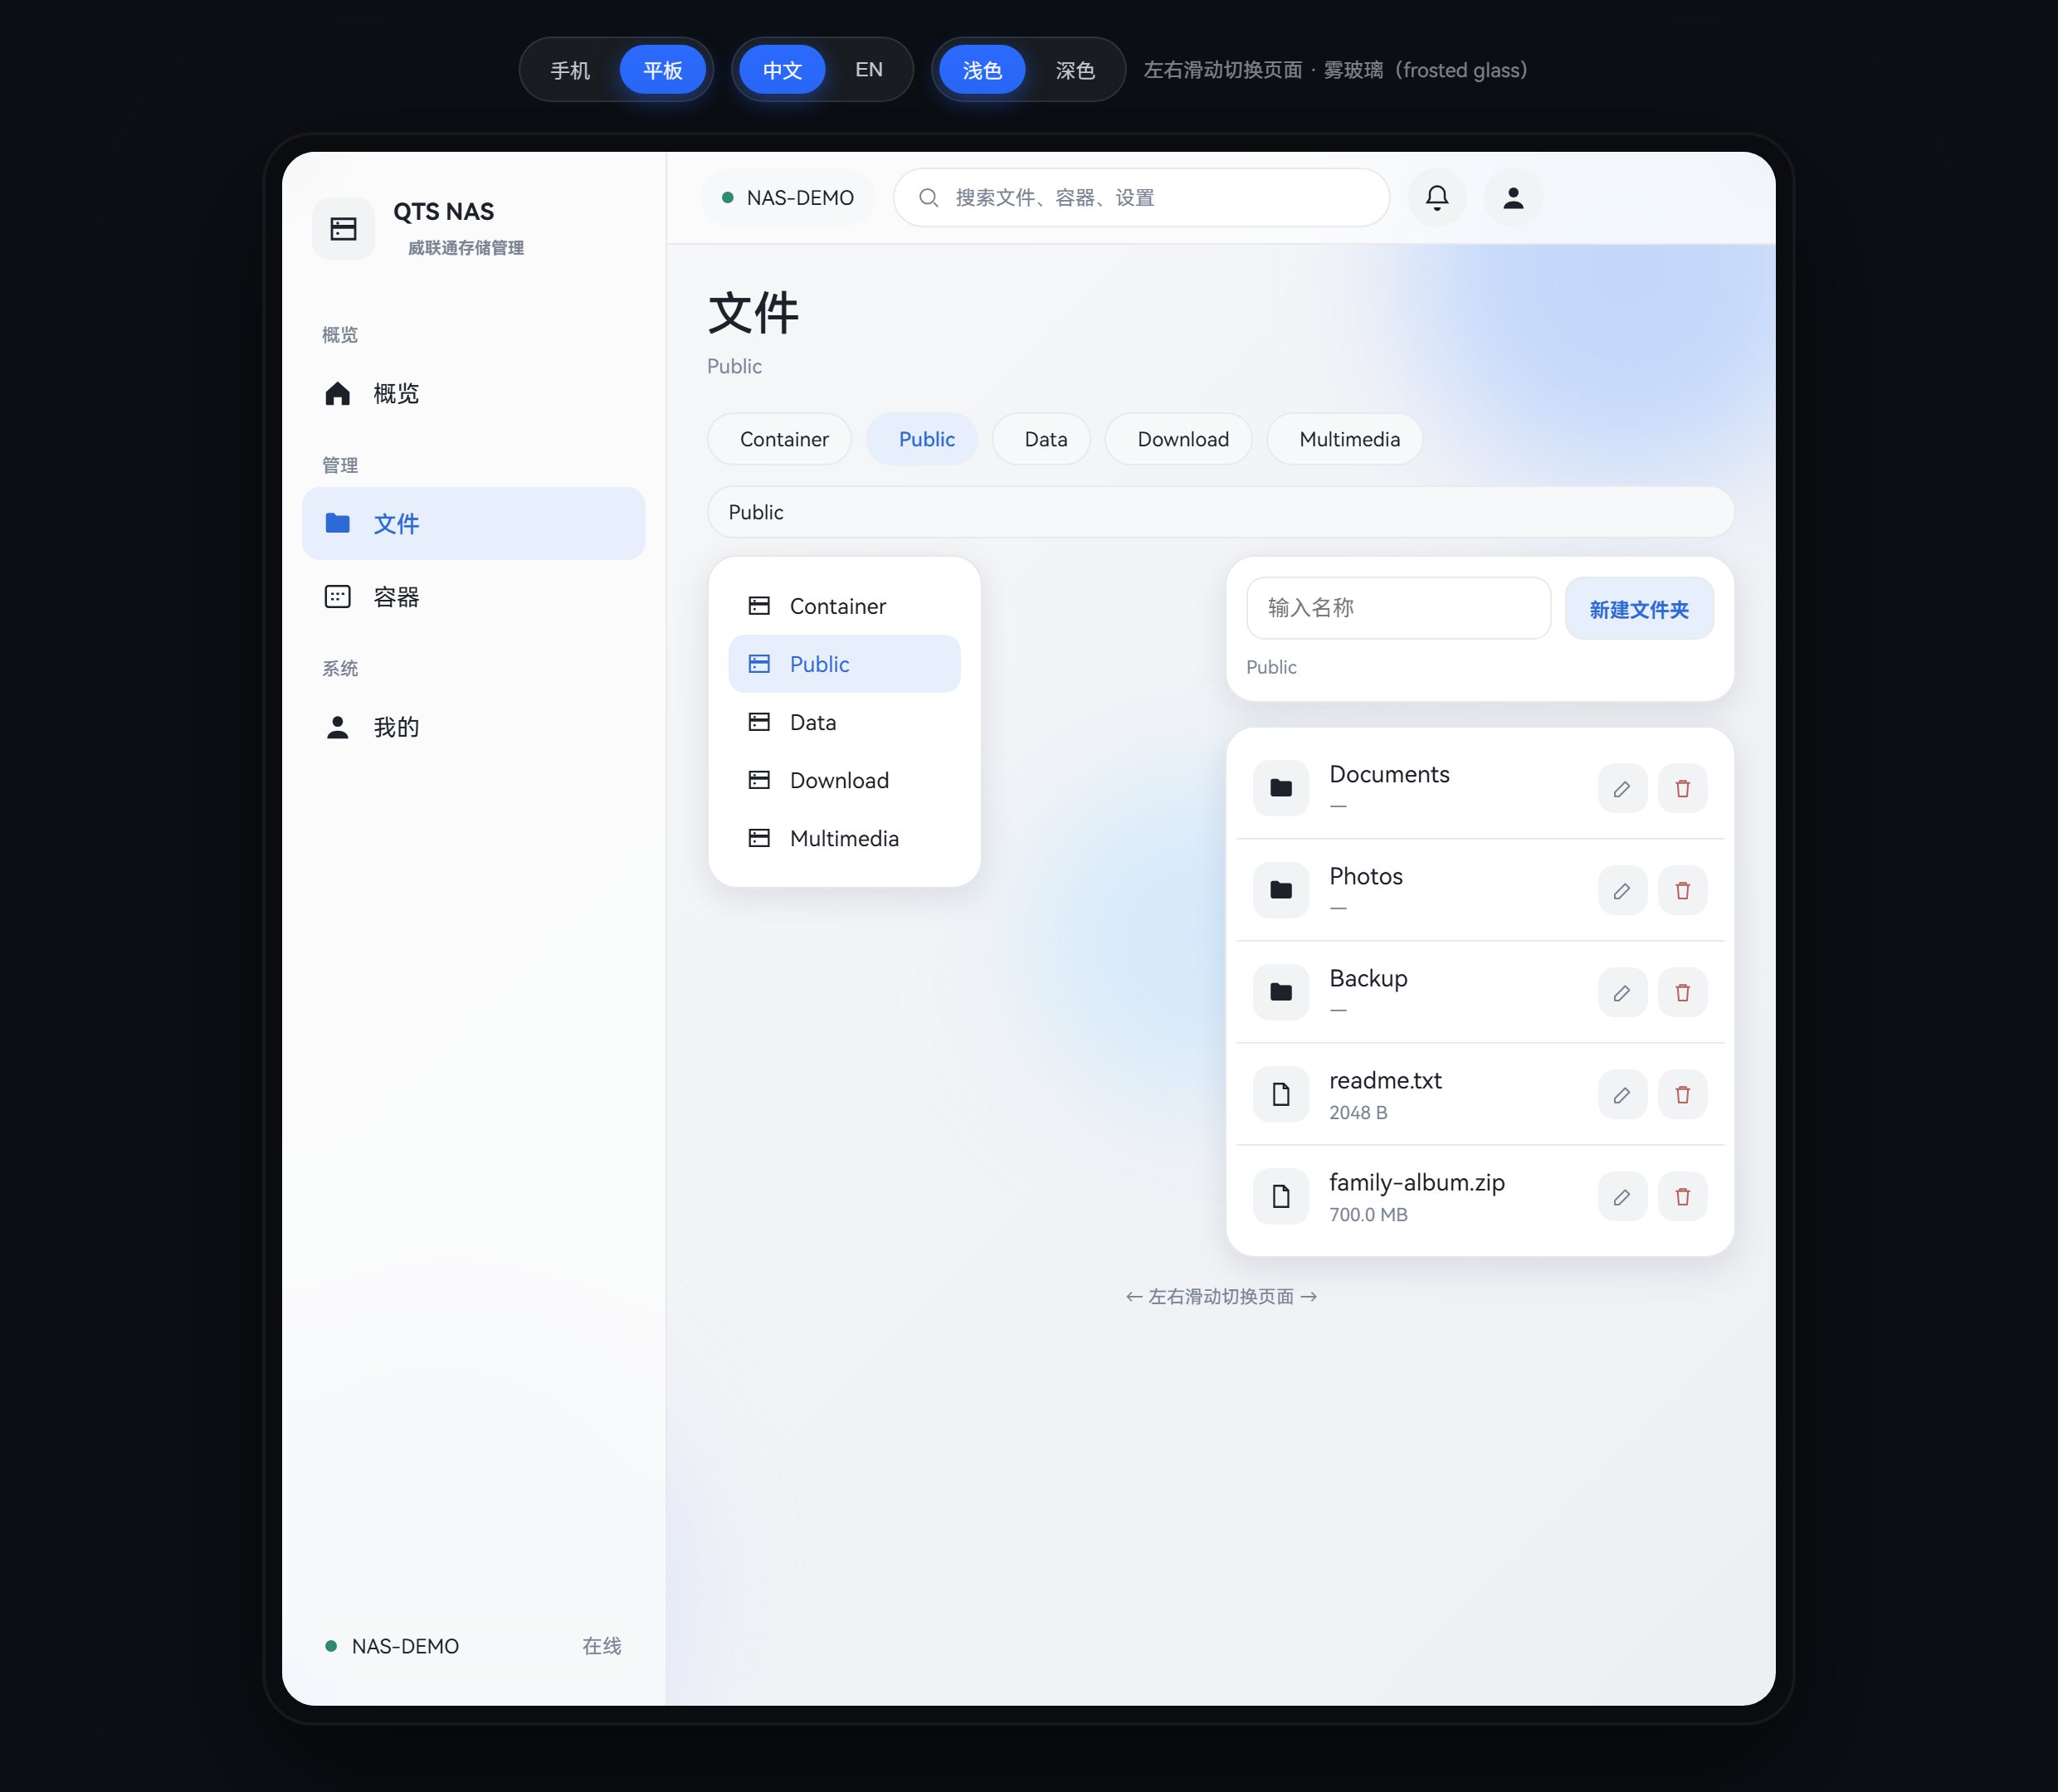 手机 平板 中文 EN 浅色 深色 左右滑动切换页面 · 雾玻璃（frosted glass）
QTS NAS
威联通存储管理
概览
概览
管理
文件
容器
系统
我的
NAS-DEMO 在线
NAS-DEMO 搜索文件、容器、设置
文件
Public
Container Public Data Download Multimedia
Public
Container
Public
Data
Download
Multimedia
输入名称 新建文件夹
Public
Documents
—
Photos
—
Backup
—
readme.txt
2048 B
family-album.zip
700.0 MB
← 左右滑动切换页面 →